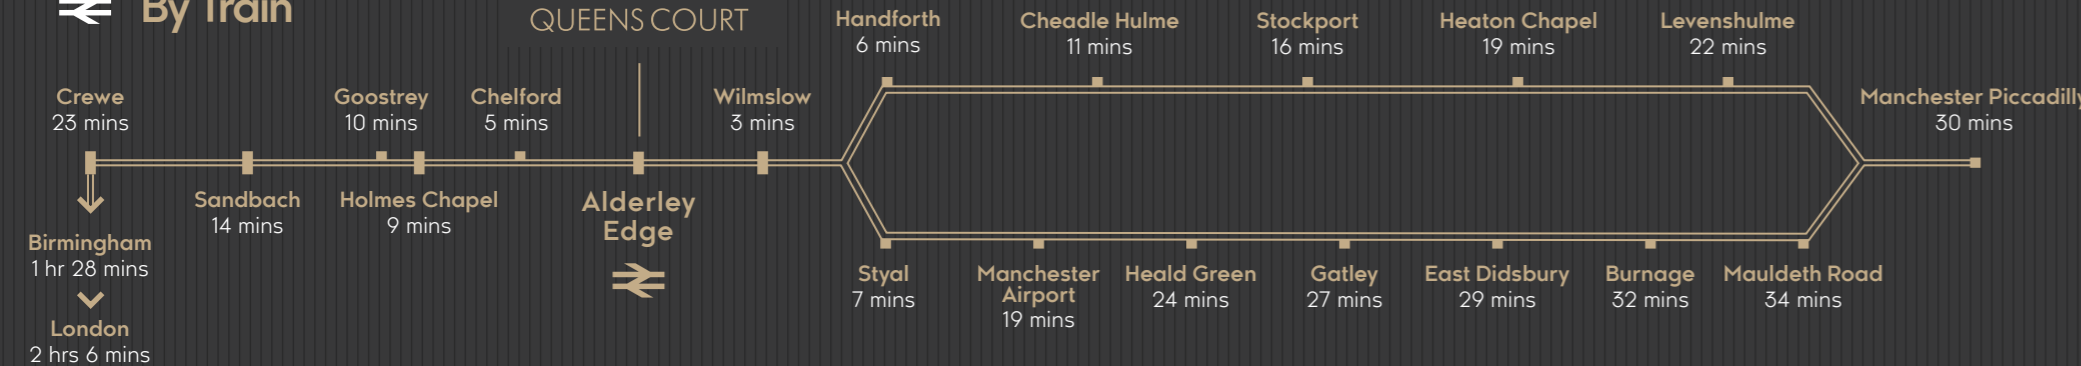 By Train
QUEENS COURT
Crewe
23 mins
Birmingham
1 hr 28 mins
London
2 hrs 6 mins
Sandbach
14 mins
Goostrey
10 mins
Holmes Chapel
9 mins
Chelford
5 mins
Alderley
Edge
Wilmslow
3 mins
Handforth
6 mins
Cheadle Hulme
11 mins
Stockport
16 mins
Heaton Chapel
19 mins
Levenshulme
22 mins
Styal
7 mins
Manchester
Airport
19 mins
Heald Green
24 mins
Gatley
27 mins
East Didsbury
29 mins
Burnage
32 mins
Mauldeth Road
34 mins
Manchester Piccadilly
30 mins